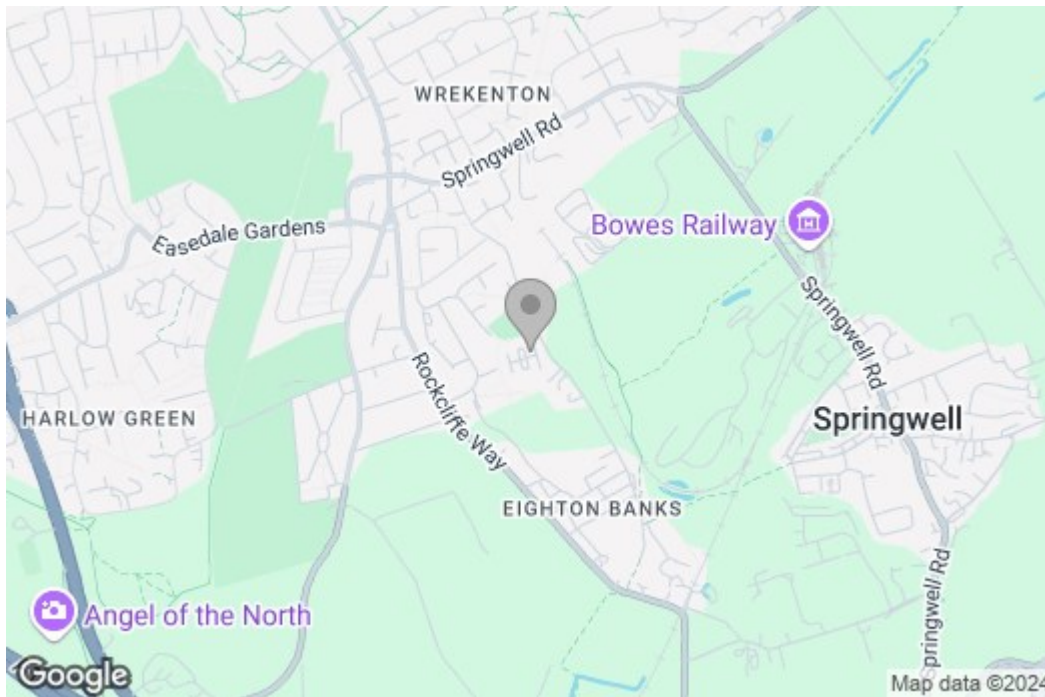 WREKENTON
Springwell Rd
Easedale Gardens
Bowes Railway
Springwell Rd
Rockcliffe Way
HARLOW GREEN
Springwell
EIGHTON BANKS
Springwell Rd
Angel of the North
Google
Map data ©2024